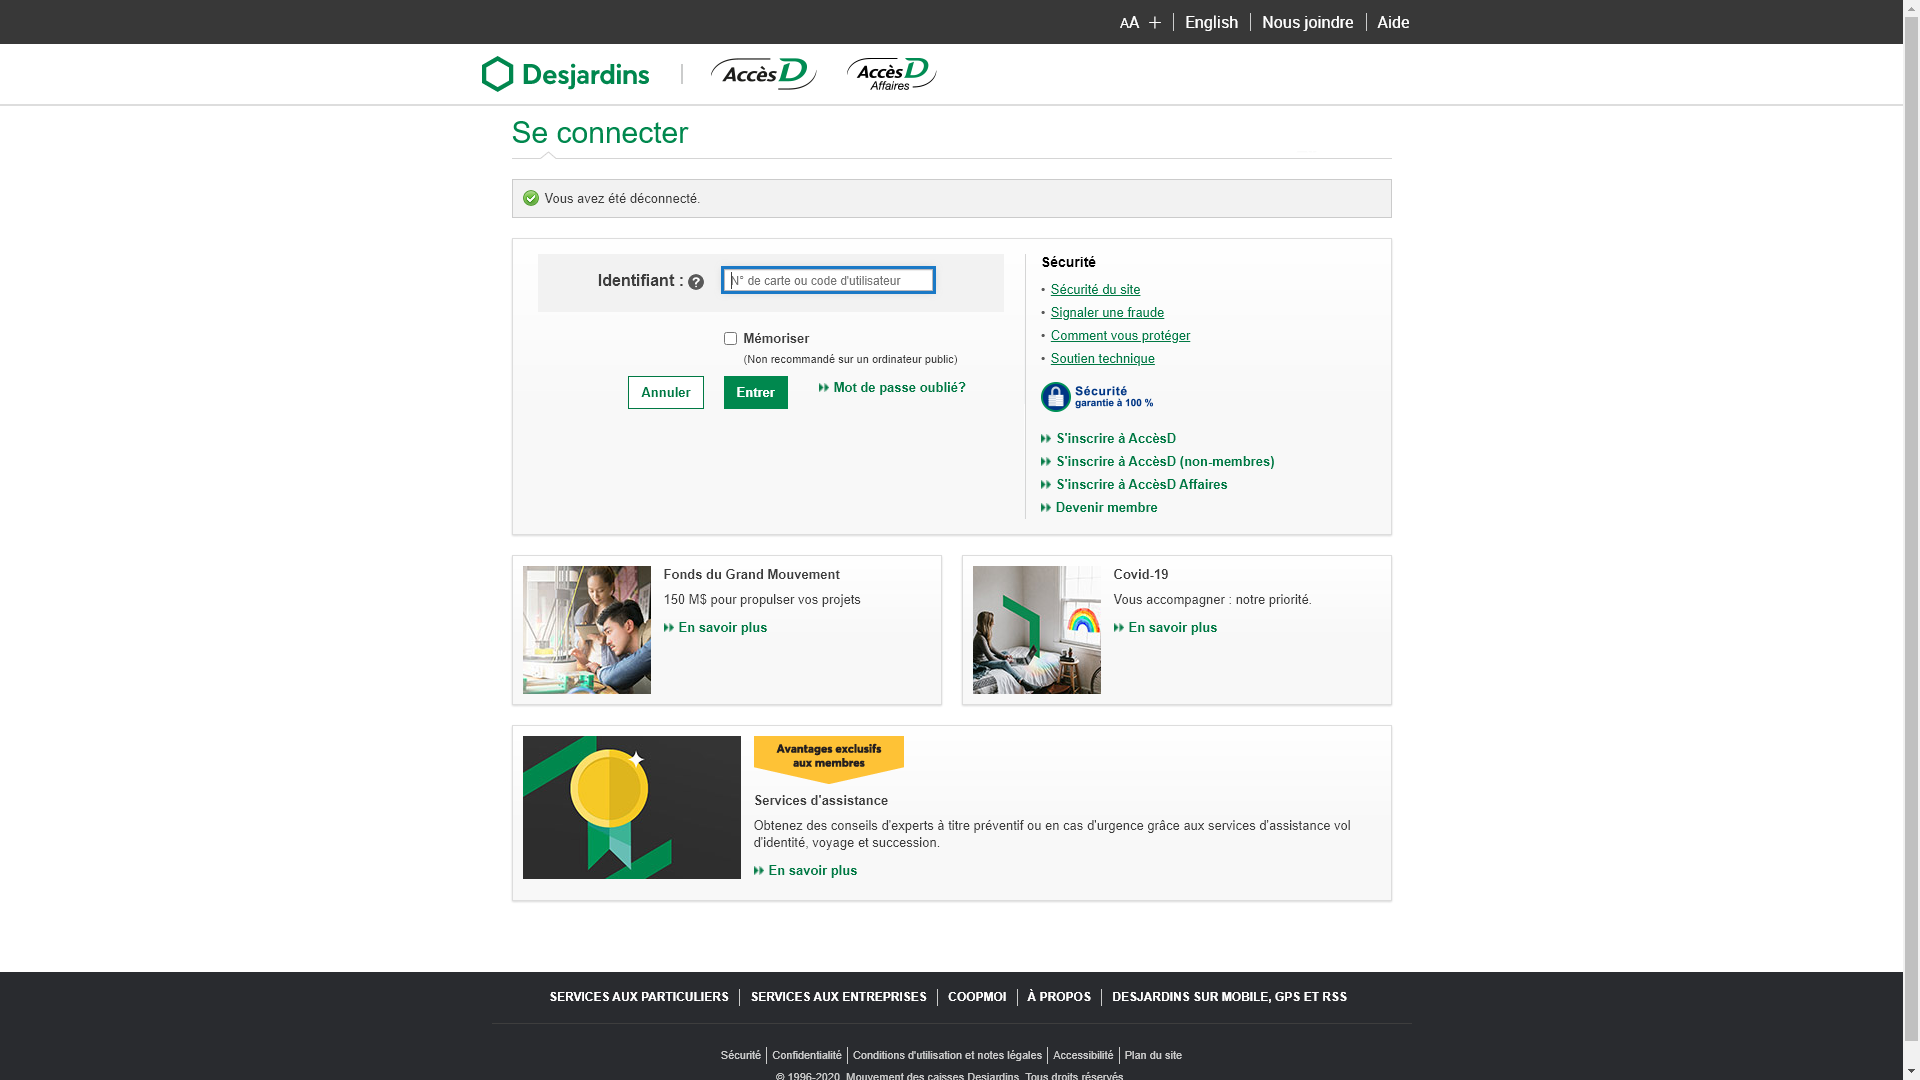 AA + English Nous joindre Aide
Desjardins AccèsD AccèsD Affaires
Se connecter
Vous avez été déconnecté.
Identifiant : ? N° de carte ou code d'utilisateur
Mémoriser
(Non recommandé sur un ordinateur public)
Annuler Entrer Mot de passe oublié?
Sécurité
• Sécurité du site
• Signaler une fraude
• Comment vous protéger
• Soutien technique
Sécurité
garantie à 100 %
S'inscrire à AccèsD
S'inscrire à AccèsD (non-membres)
S'inscrire à AccèsD Affaires
Devenir membre
Fonds du Grand Mouvement
150 M$ pour propulser vos projets
En savoir plus
Covid-19
Vous accompagner : notre priorité.
En savoir plus
Avantages exclusifs
aux membres
Services d'assistance
Obtenez des conseils d'experts à titre préventif ou en cas d'urgence grâce aux services d'assistance vol
d'identité, voyage et succession.
En savoir plus
SERVICES AUX PARTICULIERS SERVICES AUX ENTREPRISES COOPMOI À PROPOS DESJARDINS SUR MOBILE, GPS ET RSS
Sécurité Confidentialité Conditions d'utilisation et notes légales Accessibilité Plan du site
© 1996-2020, Mouvement des caisses Desjardins. Tous droits réservés.